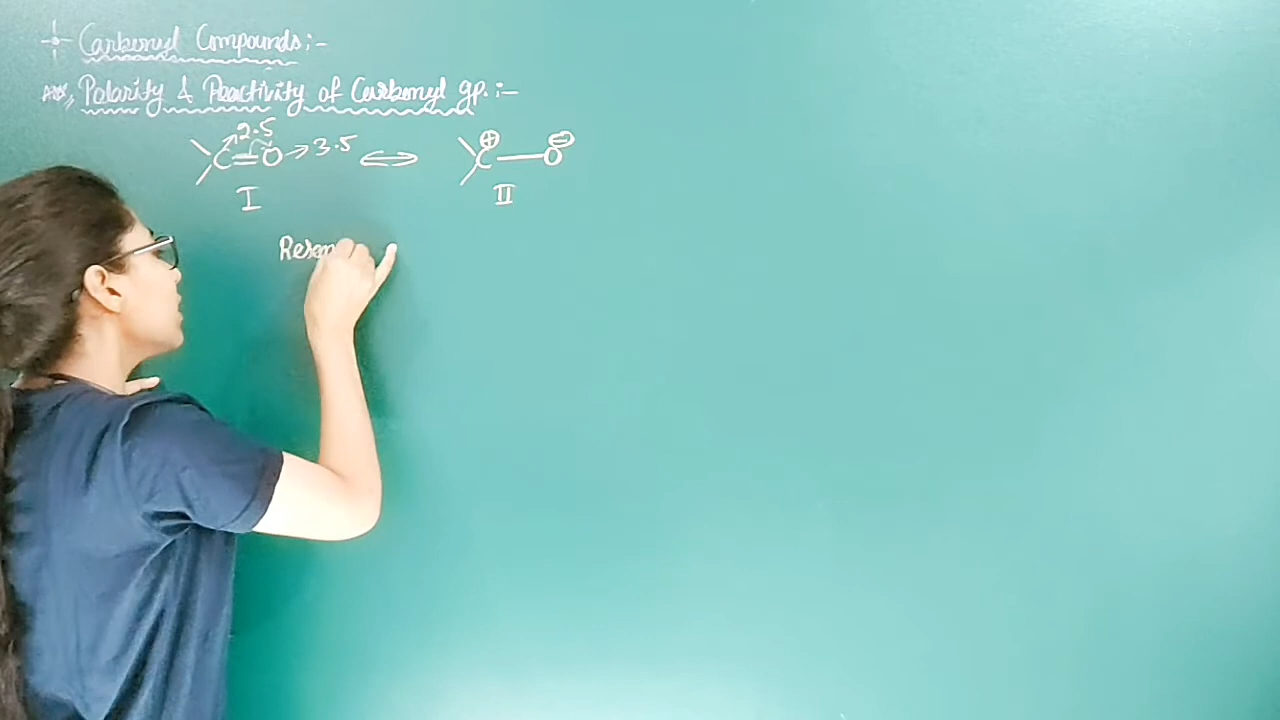 Carbonyl Compounds:-
Polarity & Reactivity of Carbonyl gp.:-
2.5
C=O→3.5 ⟺ C—O
⊕ ⊖
I II
Reson